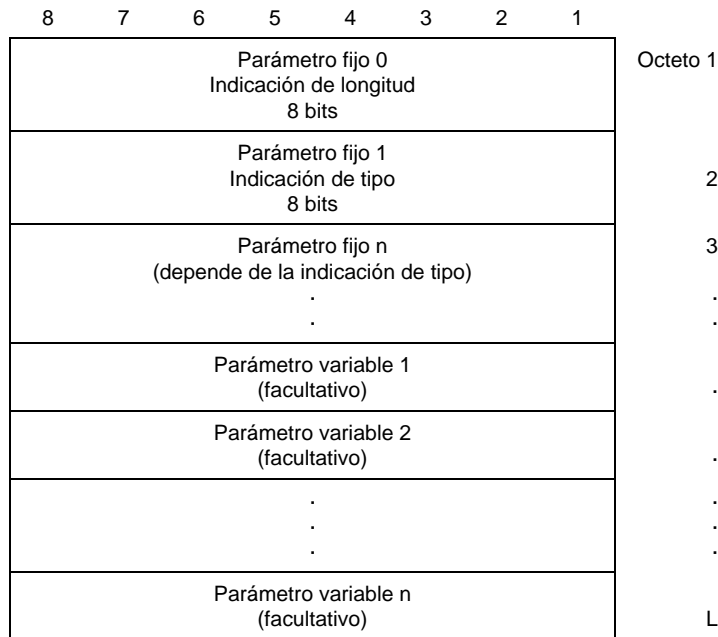 8 7 6 5 4 3 2 1
Parámetro fijo 0 Octeto 1
Indicación de longitud
8 bits
Parámetro fijo 1
Indicación de tipo 2
8 bits
Parámetro fijo n 3
(depende de la indicación de tipo)
. .
. .
Parámetro variable 1
(facultativo) .
Parámetro variable 2
(facultativo) .
. .
. .
. .
Parámetro variable n
(facultativo) L